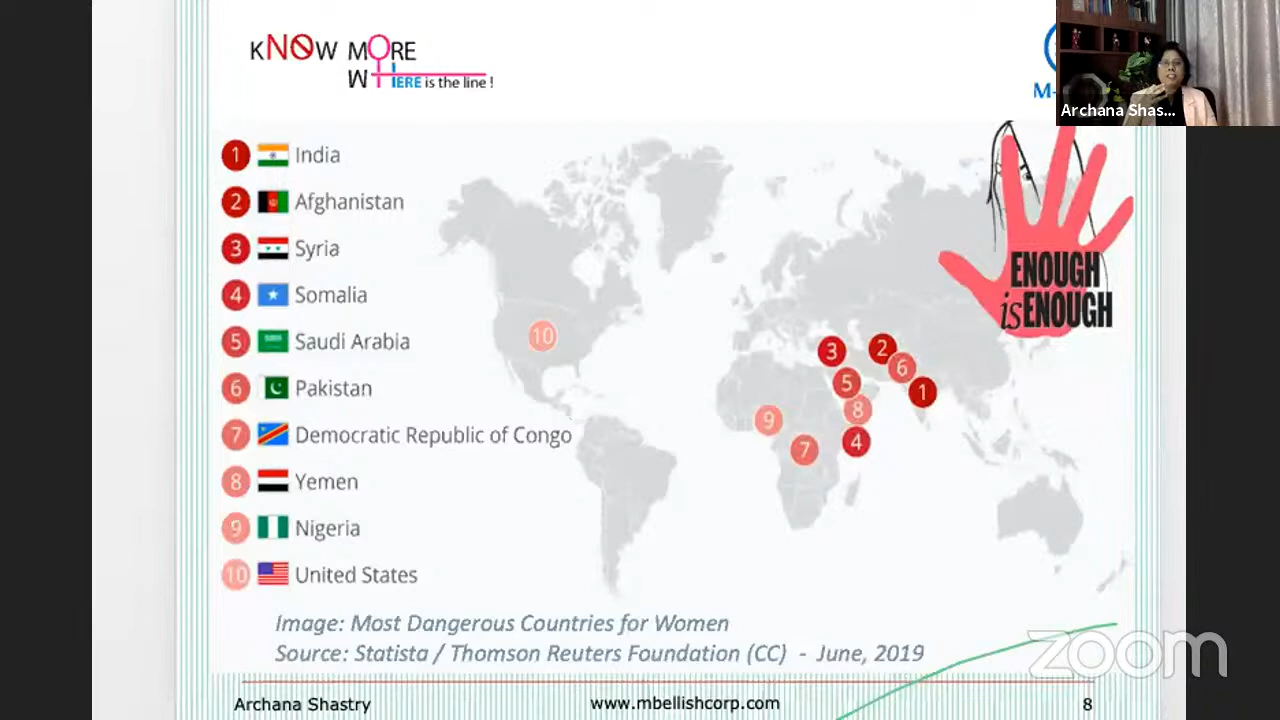 KNOW MORE
WHERE is the line !
M-
Archana Shas...
1 India
2 Afghanistan
3 Syria
4 Somalia
5 Saudi Arabia
6 Pakistan
7 Democratic Republic of Congo
8 Yemen
9 Nigeria
10 United States
ENOUGH
is ENOUGH
10
3
2
6
5
1
8
9
4
7
Image: Most Dangerous Countries for Women
Source: Statista / Thomson Reuters Foundation (CC) - June, 2019
zoom
Archana Shastry
www.mbellishcorp.com
8